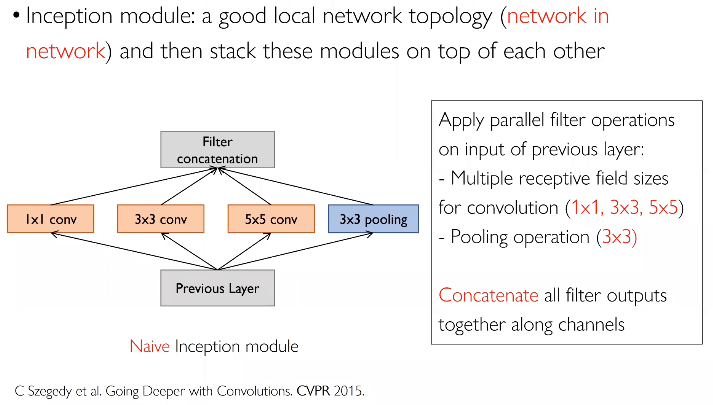 • Inception module: a good local network topology (network in
network) and then stack these modules on top of each other
Filter
concatenation
1x1 conv
3x3 conv
5x5 conv
3x3 pooling
Previous Layer
Naive Inception module
Apply parallel filter operations
on input of previous layer:
- Multiple receptive field sizes
for convolution (1x1, 3x3, 5x5)
- Pooling operation (3x3)
Concatenate all filter outputs
together along channels
C Szegedy et al. Going Deeper with Convolutions. CVPR 2015.